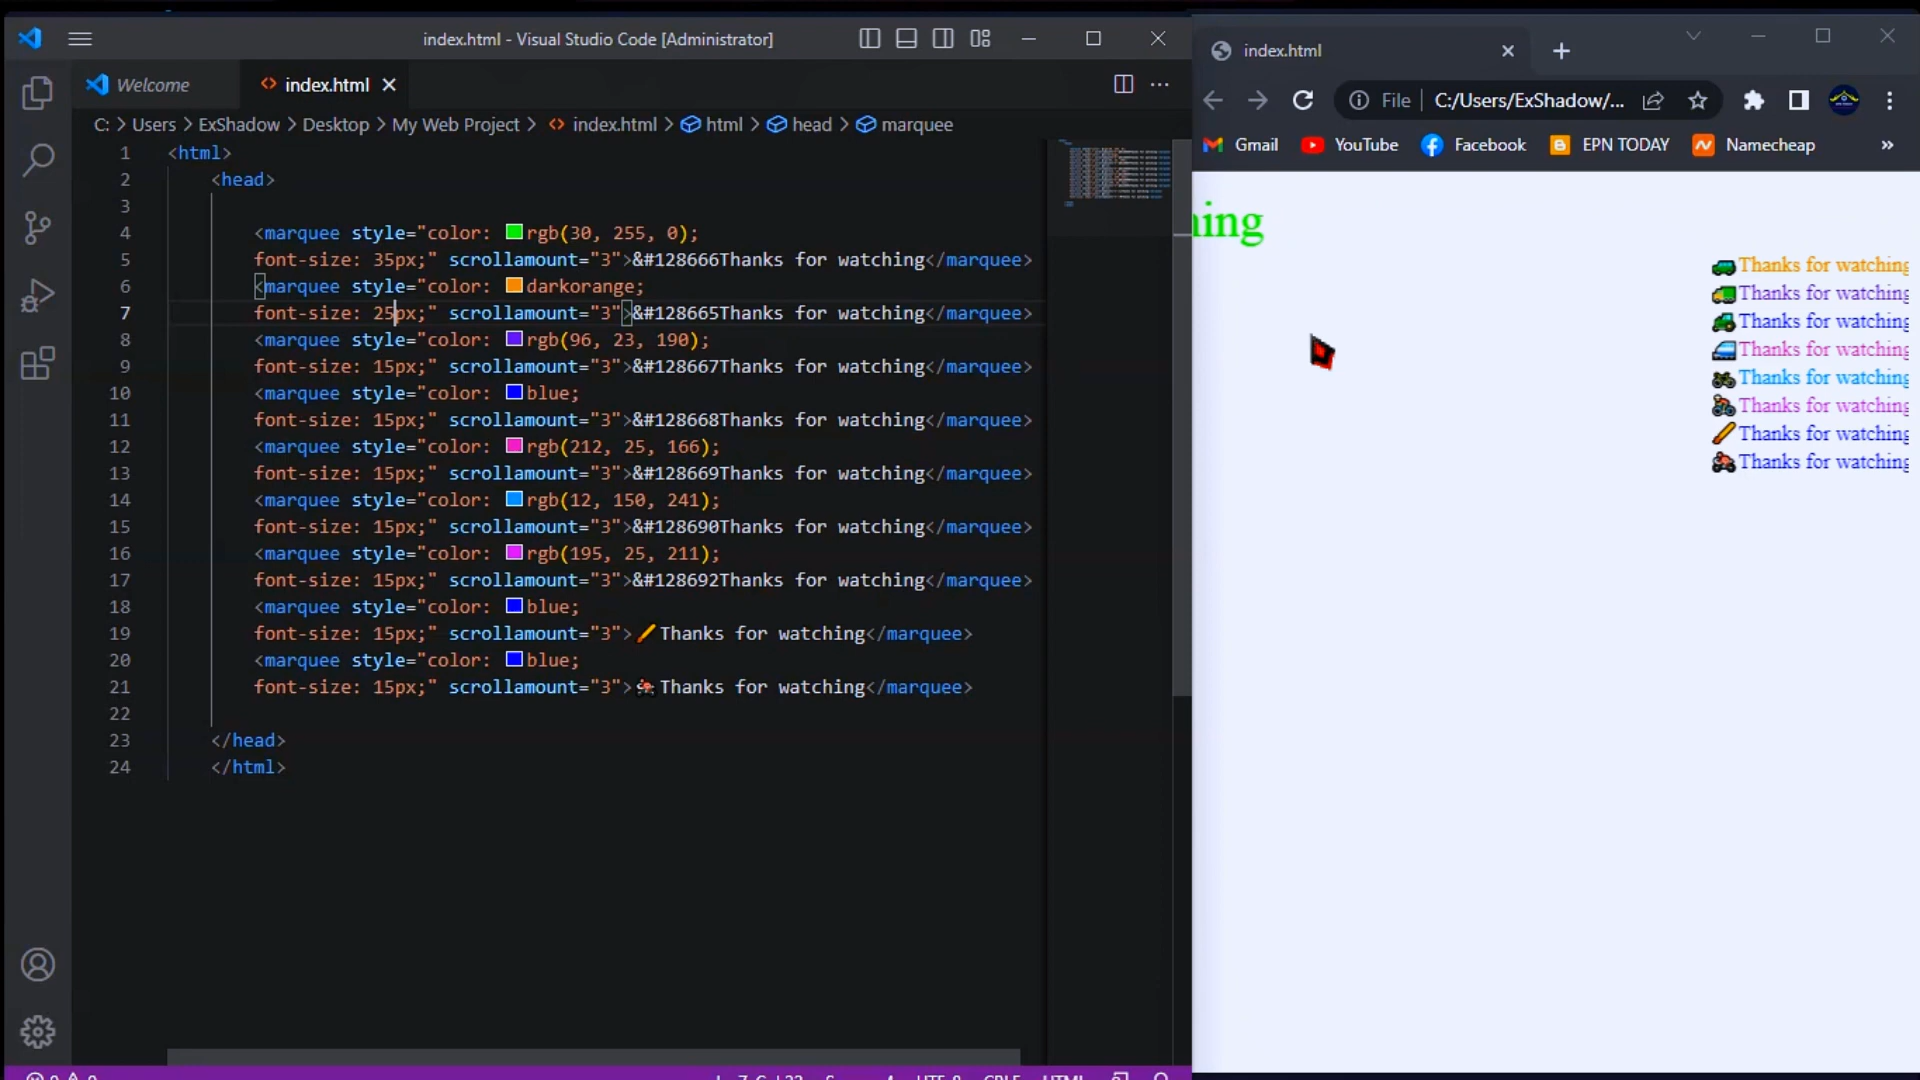 index.html - Visual Studio Code [Administrator]
Welcome
index.html
C: > Users > ExShadow > Desktop > My Web Project > index.html > html > head > marquee
1 <html>
2 <head>
3
4 <marquee style="color: rgb(30, 255, 0);
5 font-size: 35px;" scrollamount="3">&#128666Thanks for watching</marquee>
6 <marquee style="color: darkorange;
7 font-size: 25px;" scrollamount="3">&#128665Thanks for watching</marquee>
8 <marquee style="color: rgb(96, 23, 190);
9 font-size: 15px;" scrollamount="3">&#128667Thanks for watching</marquee>
10 <marquee style="color: blue;
11 font-size: 15px;" scrollamount="3">&#128668Thanks for watching</marquee>
12 <marquee style="color: rgb(212, 25, 166);
13 font-size: 15px;" scrollamount="3">&#128669Thanks for watching</marquee>
14 <marquee style="color: rgb(12, 150, 241);
15 font-size: 15px;" scrollamount="3">&#128690Thanks for watching</marquee>
16 <marquee style="color: rgb(195, 25, 211);
17 font-size: 15px;" scrollamount="3">&#128692Thanks for watching</marquee>
18 <marquee style="color: blue;
19 font-size: 15px;" scrollamount="3">Thanks for watching</marquee>
20 <marquee style="color: blue;
21 font-size: 15px;" scrollamount="3">Thanks for watching</marquee>
22
23 </head>
24 </html>
index.html
File C:/Users/ExShadow/...
Gmail YouTube Facebook EPN TODAY Namecheap »
hing
Thanks for watching
Thanks for watching
Thanks for watching
Thanks for watching
Thanks for watching
Thanks for watching
Thanks for watching
Thanks for watching